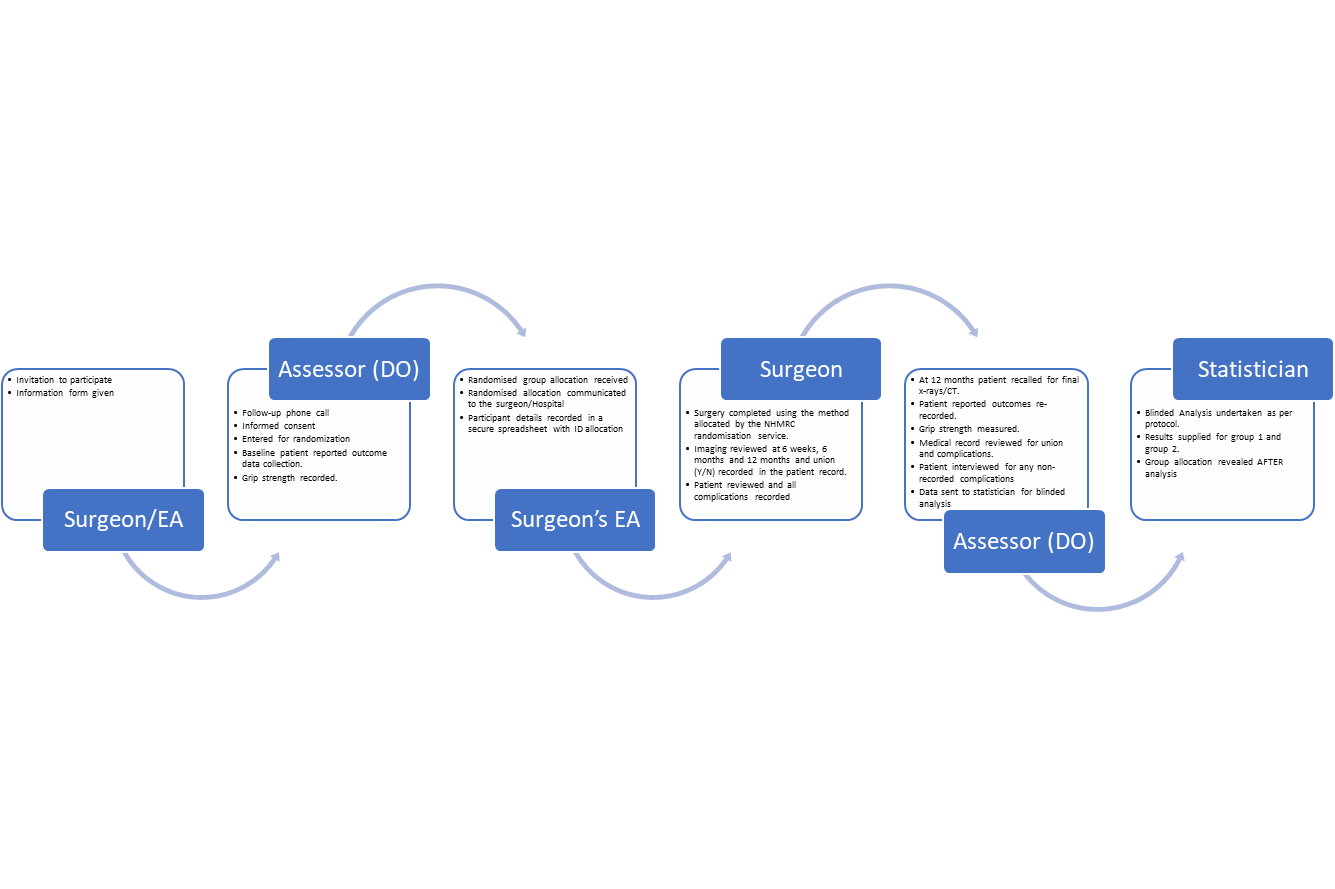 • Invitation to participate
• Information form given
Surgeon/EA
Assessor (DO)
• Follow-up phone call
• Informed consent
• Entered for randomization
• Baseline patient reported outcome
data collection.
• Grip strength recorded.
• Randomised group allocation received
• Randomised allocation communicated
to the surgeon/Hospital
• Participant details recorded in a
secure spreadsheet with ID allocation
Surgeon's EA
Surgeon
• Surgery completed using the method
allocated by the NHMRC
randomisation service.
• Imaging reviewed at 6 weeks, 6
months and 12 months and union
(Y/N) recorded in the patient record.
• Patient reviewed and all
complications recorded
• At 12 months patient recalled for final
x-rays/CT.
• Patient reported outcomes re-
recorded.
• Grip strength measured.
• Medical record reviewed for union
and complications.
• Patient interviewed for any non-
recorded complications
• Data sent to statistician for blinded
analysis
Assessor (DO)
Statistician
• Blinded Analysis undertaken as per
protocol.
• Results supplied for group 1 and
group 2.
• Group allocation revealed AFTER
analysis